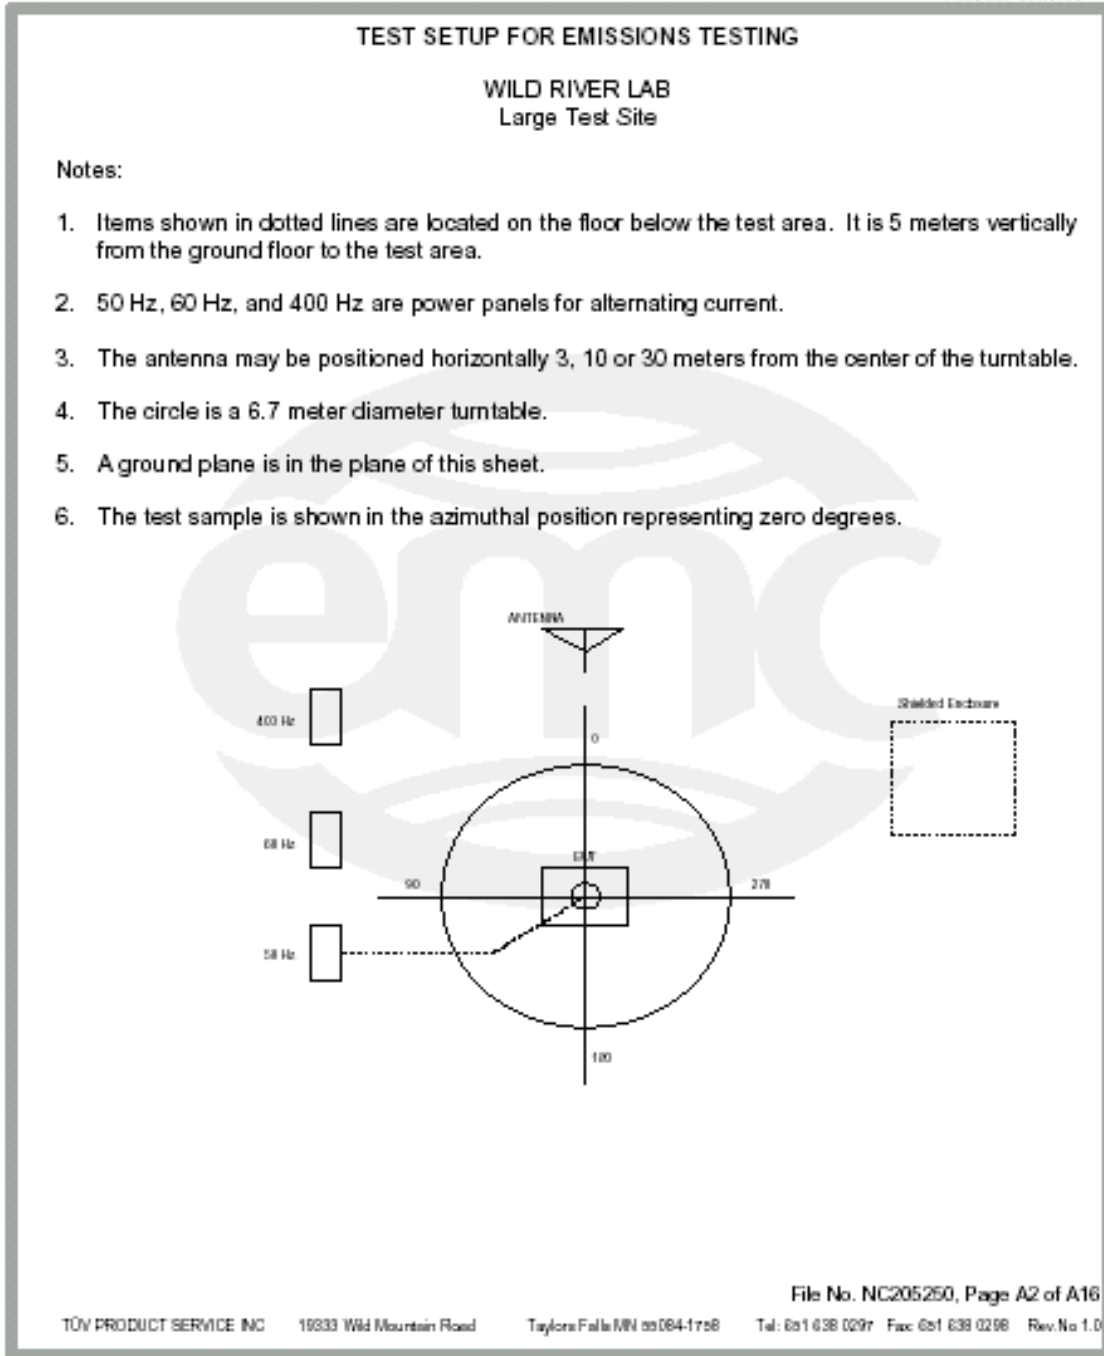 TEST SETUP FOR EMISSIONS TESTING
WILD RIVER LAB
Large Test Site
Notes:
1. Items shown in dotted lines are located on the floor below the test area. It is 5 meters vertically
from the ground floor to the test area.
2. 50 Hz, 60 Hz, and 400 Hz are power panels for alternating current.
3. The antenna may be positioned horizontally 3, 10 or 30 meters from the center of the turntable.
4. The circle is a 6.7 meter diameter turntable.
5. A ground plane is in the plane of this sheet.
6. The test sample is shown in the azimuthal position representing zero degrees.
emc
ANTENNA
400 Hz
Shielded Enclosure
0
60 Hz
EUT
90
270
50 Hz
180
File No. NC205250, Page A2 of A16
TÜV PRODUCT SERVICE INC 19333 Wild Mountain Road Taylors Falls MN 55084-1758 Tel: 651 638 0297 Fax: 651 638 0298 Rev.No 1.0